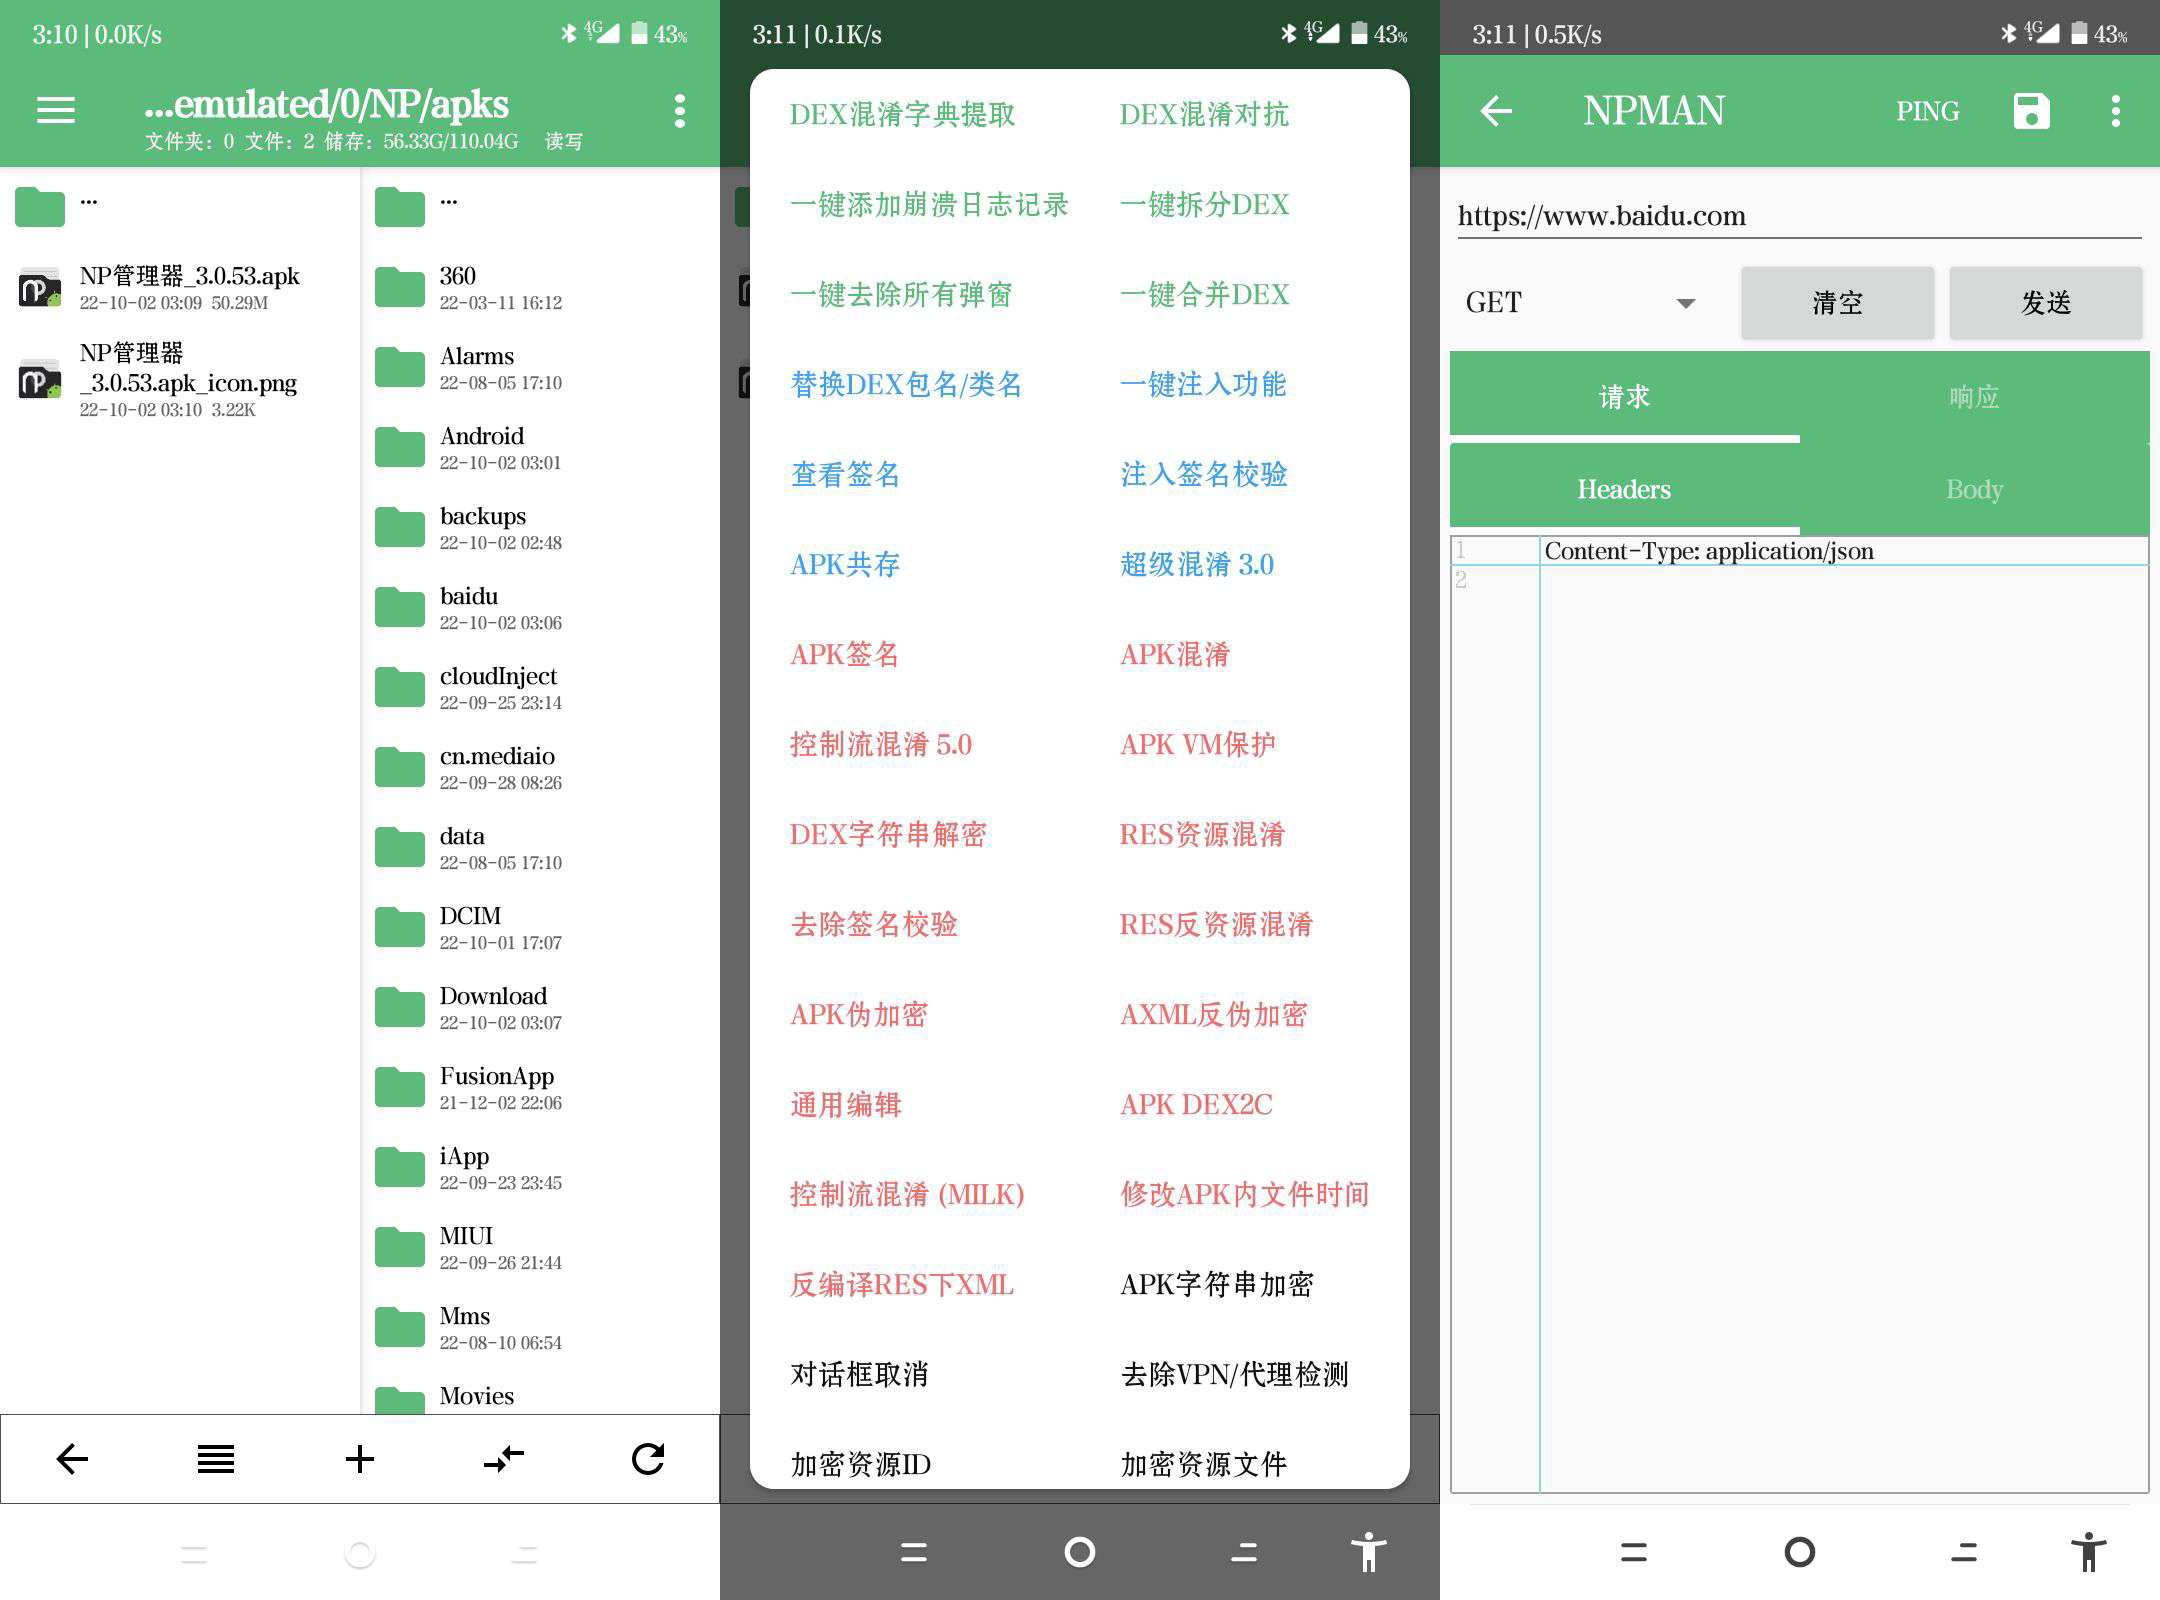 3:10 | 0.0K/s
4G
43%
...emulated/0/NP/apks
文件夹：0 文件：2 储存：56.33G/110.04G 读写
...
NP管理器_3.0.53.apk
22-10-02 03:09 50.29M
NP管理器
_3.0.53.apk_icon.png
22-10-02 03:10 3.22K
...
360
22-03-11 16:12
Alarms
22-08-05 17:10
Android
22-10-02 03:01
backups
22-10-02 02:48
baidu
22-10-02 03:06
cloudInject
22-09-25 23:14
cn.mediaio
22-09-28 08:26
data
22-08-05 17:10
DCIM
22-10-01 17:07
Download
22-10-02 03:07
FusionApp
21-12-02 22:06
iApp
22-09-23 23:45
MIUI
22-09-26 21:44
Mms
22-08-10 06:54
Movies
3:11 | 0.1K/s
4G
43%
DEX混淆字典提取
DEX混淆对抗
一键添加崩溃日志记录
一键拆分DEX
一键去除所有弹窗
一键合并DEX
替换DEX包名/类名
一键注入功能
查看签名
注入签名校验
APK共存
超级混淆 3.0
APK签名
APK混淆
控制流混淆 5.0
APK VM保护
DEX字符串解密
RES资源混淆
去除签名校验
RES反资源混淆
APK伪加密
AXML反伪加密
通用编辑
APK DEX2C
控制流混淆 (MILK)
修改APK内文件时间
反编译RES下XML
APK字符串加密
对话框取消
去除VPN/代理检测
加密资源ID
加密资源文件
3:11 | 0.5K/s
4G
43%
NPMAN
PING
https://www.baidu.com
GET
清空
发送
请求
响应
Headers
Body
1 Content-Type: application/json
2